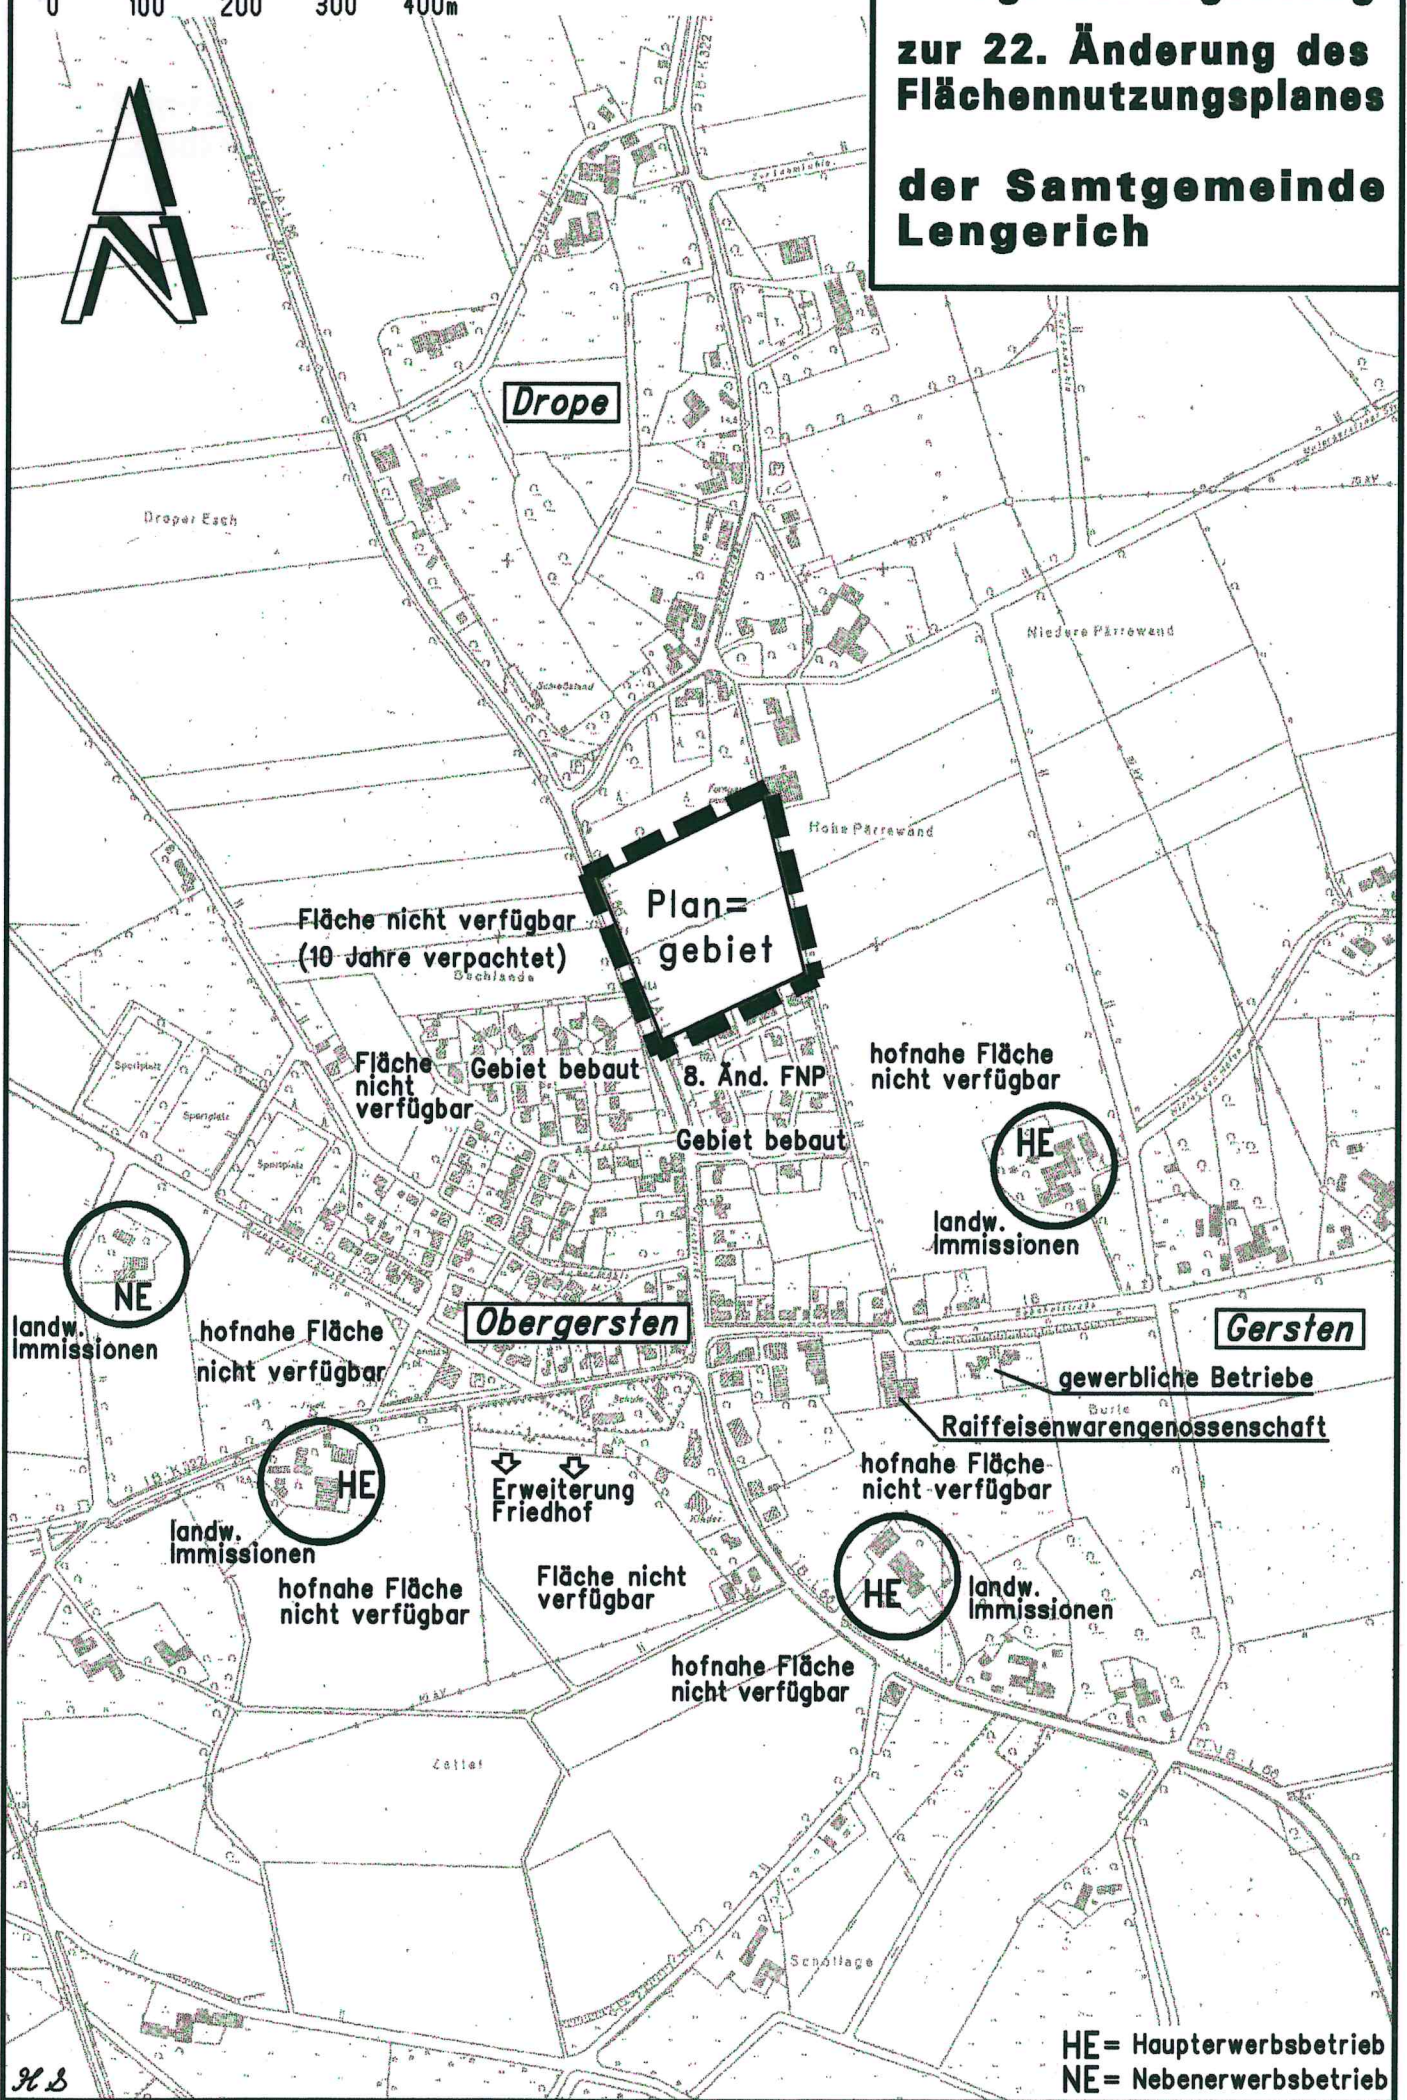 0 100 200 300 400m
zur 22. Änderung des
Flächennutzungsplanes
der Samtgemeinde
Lengerich
N
Drope
Droper Esch
Niedere Pärrewand
10 KV
Hohe Pärrewand
Plan=
gebiet
Fläche nicht verfügbar
(10 Jahre verpachtet)
Fläche
nicht
verfügbar
Gebiet bebaut
8. Änd. FNP
Gebiet bebaut
hofnahe Fläche
nicht verfügbar
HE
landw.
Immissionen
Sportplatz
Sportplatz
Sportplatz
NE
landw.
Immissionen
hofnahe Fläche
nicht verfügbar
Obergersten
Gersten
gewerbliche Betriebe
Raiffeisenwarengenossenschaft
Schule
HE
landw.
Immissionen
hofnahe Fläche
nicht verfügbar
Erweiterung
Friedhof
Fläche nicht
verfügbar
hofnahe Fläche
nicht verfügbar
HE
landw.
Immissionen
hofnahe Fläche
nicht verfügbar
HE= Haupterwerbsbetrieb
NE= Nebenerwerbsbetrieb